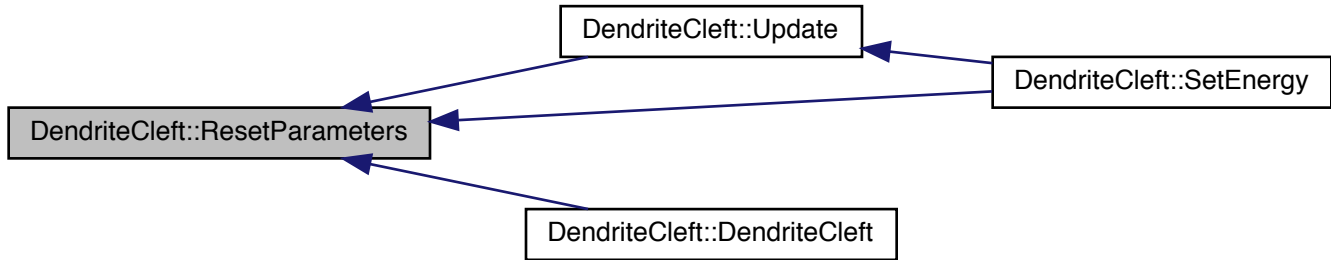 DendriteCleft::Update
DendriteCleft::SetEnergy
DendriteCleft::ResetParameters
DendriteCleft::DendriteCleft